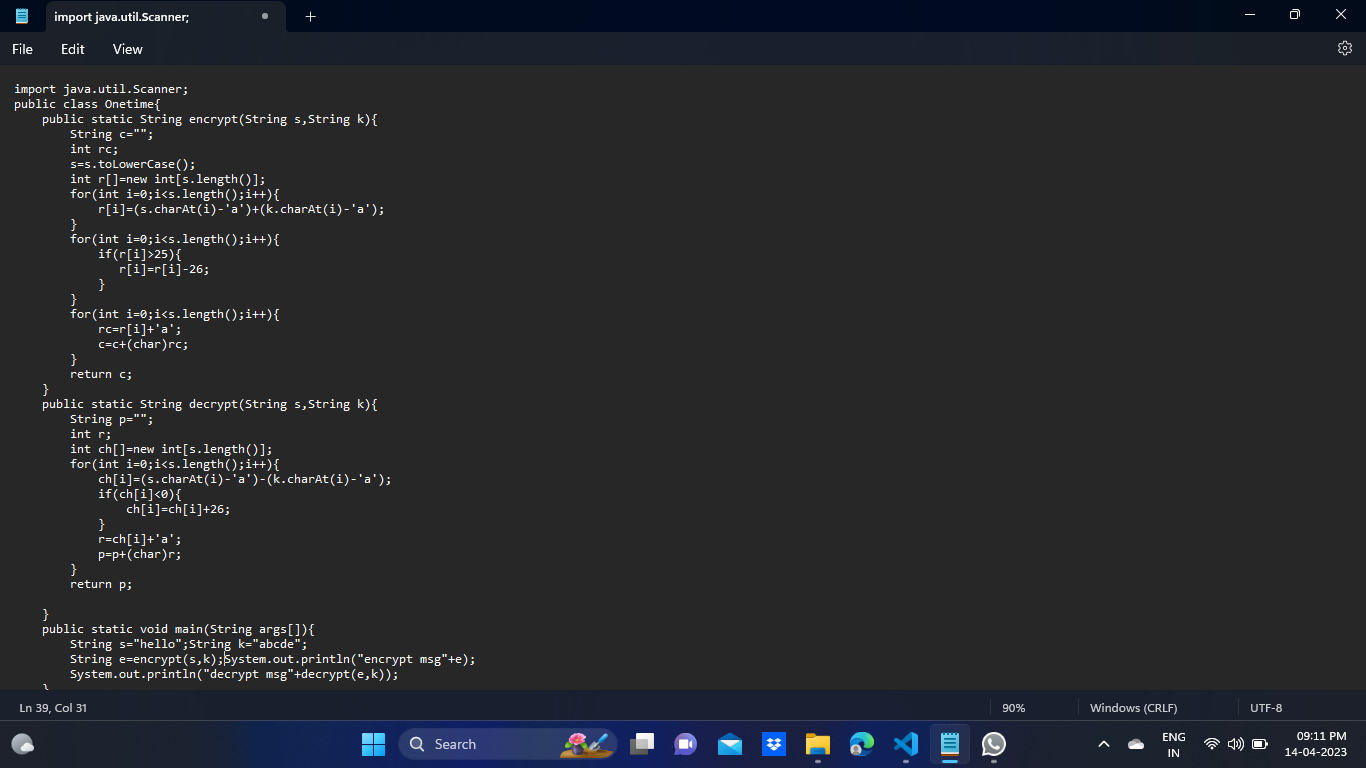 import java.util.Scanner;
File Edit View
import java.util.Scanner;
public class Onetime{
    public static String encrypt(String s,String k){
        String c="";
        int rc;
        s=s.toLowerCase();
        int r[]=new int[s.length()];
        for(int i=0;i<s.length();i++){
            r[i]=(s.charAt(i)-'a')+(k.charAt(i)-'a');
        }
        for(int i=0;i<s.length();i++){
            if(r[i]>25){
               r[i]=r[i]-26;
            }
        }
        for(int i=0;i<s.length();i++){
            rc=r[i]+'a';
            c=c+(char)rc;
        }
        return c;
    }
    public static String decrypt(String s,String k){
        String p="";
        int r;
        int ch[]=new int[s.length()];
        for(int i=0;i<s.length();i++){
            ch[i]=(s.charAt(i)-'a')-(k.charAt(i)-'a');
            if(ch[i]<0){
                ch[i]=ch[i]+26;
            }
            r=ch[i]+'a';
            p=p+(char)r;
        }
        return p;

    }
    public static void main(String args[]){
        String s="hello";String k="abcde";
        String e=encrypt(s,k);System.out.println("encrypt msg"+e);
        System.out.println("decrypt msg"+decrypt(e,k));
    }
Ln 39, Col 31 90% Windows (CRLF) UTF-8
Search ENG IN 09:11 PM 14-04-2023